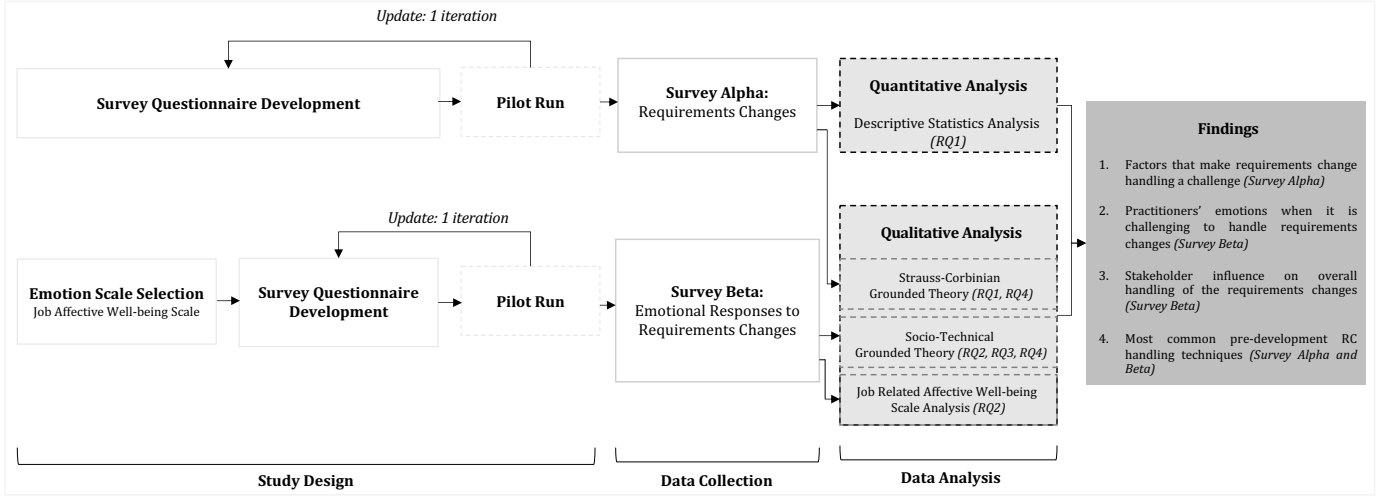 Update: 1 iteration
Survey Questionnaire Development
Pilot Run
Survey Alpha:
Requirements Changes
Quantitative Analysis
Descriptive Statistics Analysis
(RQ1)
Update: 1 iteration
Emotion Scale Selection
Job Affective Well-being Scale
Survey Questionnaire
Development
Pilot Run
Survey Beta:
Emotional Responses to
Requirements Changes
Qualitative Analysis
Strauss-Corbinian
Grounded Theory (RQ1, RQ4)
Socio-Technical
Grounded Theory (RQ2, RQ3, RQ4)
Job Related Affective Well-being
Scale Analysis (RQ2)
Findings
1. Factors that make requirements change
handling a challenge (Survey Alpha)
2. Practitioners' emotions when it is
challenging to handle requirements
changes (Survey Beta)
3. Stakeholder influence on overall
handling of the requirements changes
(Survey Beta)
4. Most common pre-development RC
handling techniques (Survey Alpha and
Beta)
Study Design
Data Collection
Data Analysis